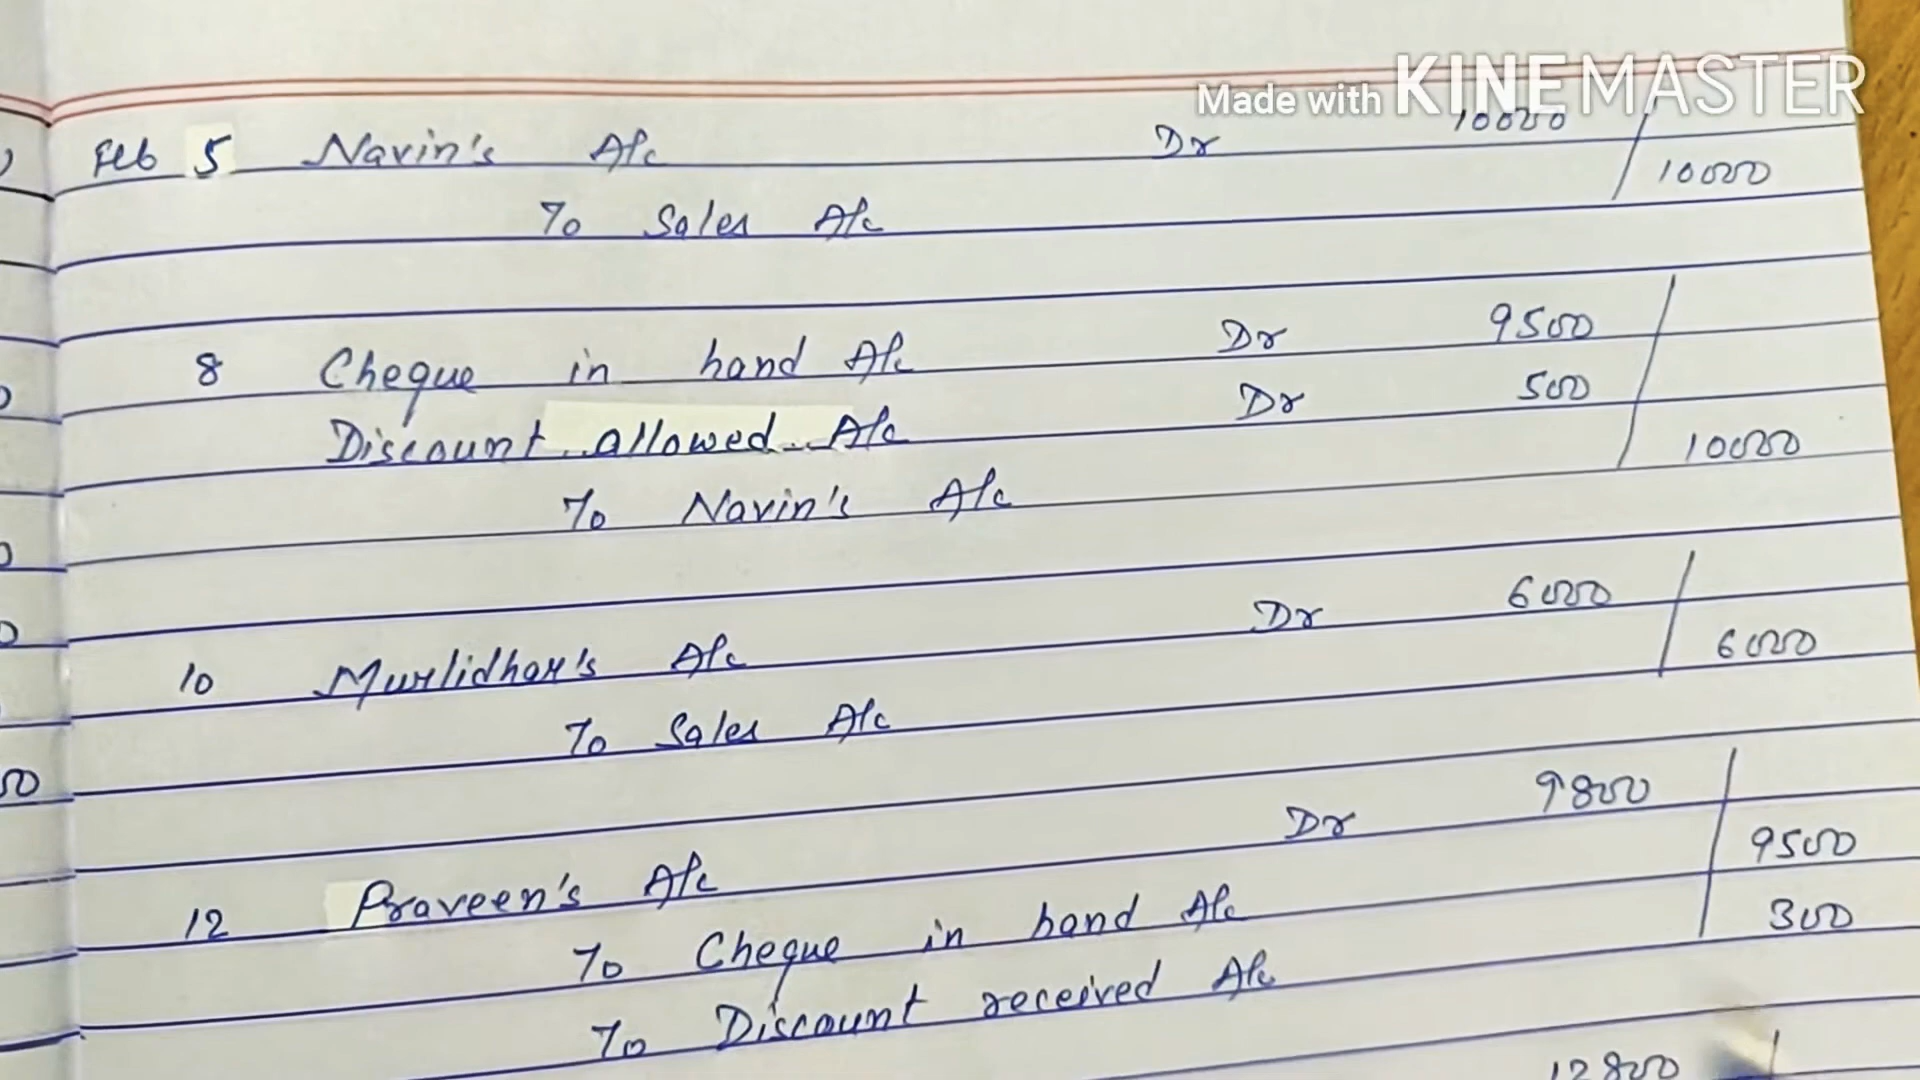 Made with KINEMASTER
Feb 5 Navin's A/c Dr 10000
10000
To Sales A/c
8 Cheque in hand A/c Dr 9500
Discount allowed A/c Dr 500
10000
To Navin's A/c
10 Murlidhar's A/c Dr 6000
6000
To Sales A/c
12 Praveen's A/c Dr 9800
To Cheque in hand A/c 9500
To Discount received A/c 300
12800